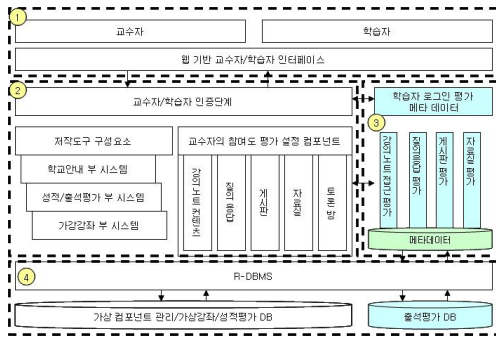 1
교수자
학습자
웹 기반 교수자/학습자 인터페이스
2
교수자/학습자 인증단계
학습자 로그인 평가
메타 데이터
3
저작도구 구성요소
학교안내 부 시스템
성적/출석평가 부 시스템
가강강좌 부 시스템
교수자의 참여도 평가 설정 컴포넌트
강의노트 컨텐츠
질의 응답
게시판
자료실
토론방
강의노트 접근 평가
질의응답 평가
게시판 평가
자료실 평가
메타데이터
4
R-DBMS
가상 컴포넌트 관리/가상강좌/성적평가 DB
출석평가 DB